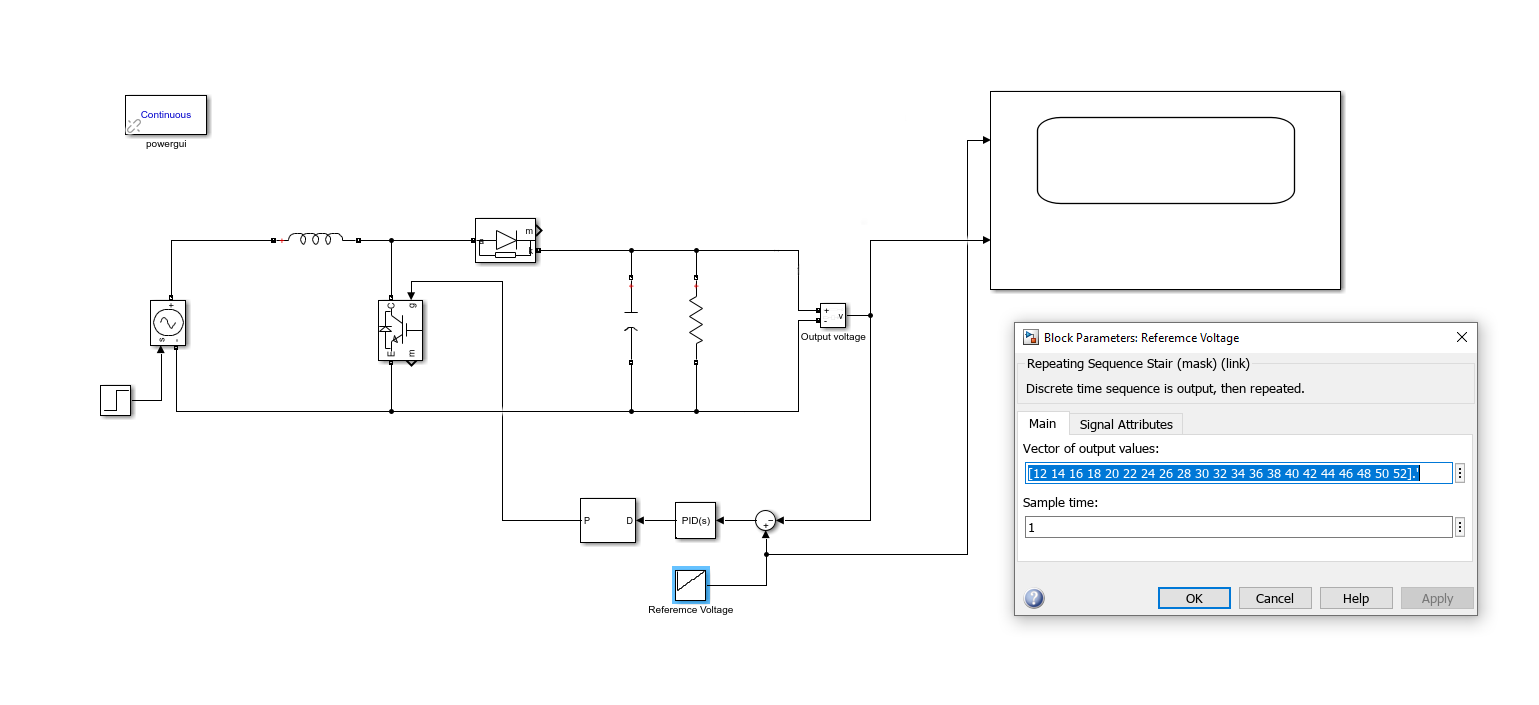 Continuous
powergui
m
a
k
C
g
E
m
+
s
-
+
-
v
Output voltage
P
D
PID(s)
−
+
Referemce Voltage
Block Parameters: Referemce Voltage
Repeating Sequence Stair (mask) (link)
Discrete time sequence is output, then repeated.
Main
Signal Attributes
Vector of output values:
[12 14 16 18 20 22 24 26 28 30 32 34 36 38 40 42 44 46 48 50 52].'
Sample time:
1
?
OK
Cancel
Help
Apply